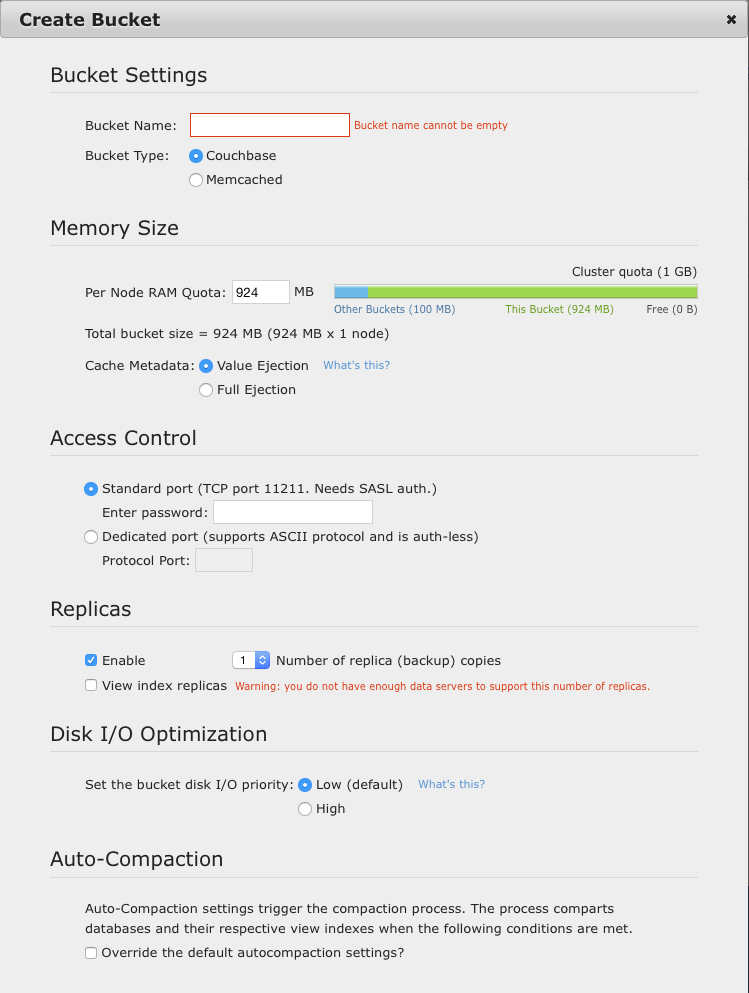 Create Bucket ✖
Bucket Settings
Bucket Name: Bucket name cannot be empty
Bucket Type: Couchbase
Memcached
Memory Size
Cluster quota (1 GB)
Per Node RAM Quota: 924 MB
Other Buckets (100 MB) This Bucket (924 MB) Free (0 B)
Total bucket size = 924 MB (924 MB x 1 node)
Cache Metadata: Value Ejection What's this?
Full Ejection
Access Control
Standard port (TCP port 11211. Needs SASL auth.)
Enter password:
Dedicated port (supports ASCII protocol and is auth-less)
Protocol Port:
Replicas
Enable 1 Number of replica (backup) copies
View index replicas Warning: you do not have enough data servers to support this number of replicas.
Disk I/O Optimization
Set the bucket disk I/O priority: Low (default) What's this?
High
Auto-Compaction
Auto-Compaction settings trigger the compaction process. The process comparts
databases and their respective view indexes when the following conditions are met.
Override the default autocompaction settings?